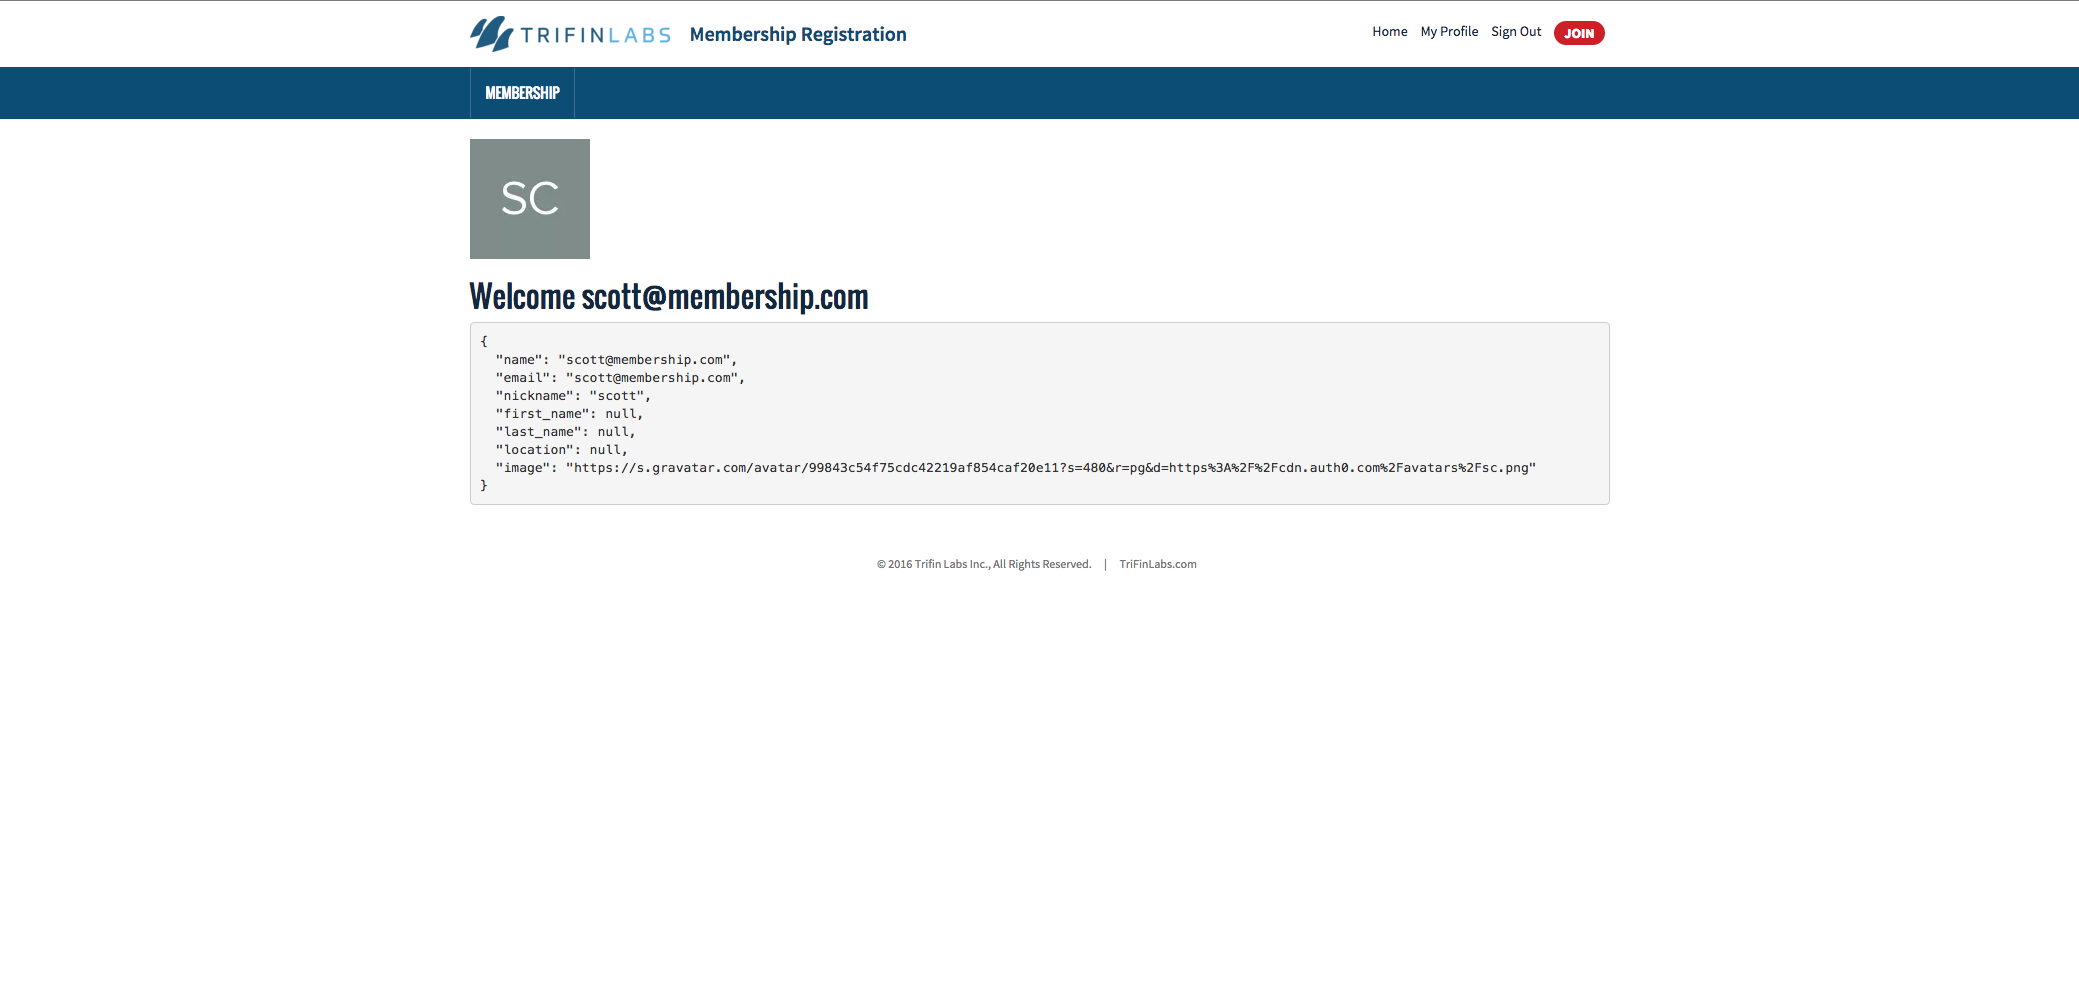 TRIFINLABS Membership Registration
Home My Profile Sign Out JOIN
MEMBERSHIP
SC
Welcome scott@membership.com
{
  "name": "scott@membership.com",
  "email": "scott@membership.com",
  "nickname": "scott",
  "first_name": null,
  "last_name": null,
  "location": null,
  "image": "https://s.gravatar.com/avatar/99843c54f75cdc42219af854caf20e11?s=480&r=pg&d=https%3A%2F%2Fcdn.auth0.com%2Favatars%2Fsc.png"
}
© 2016 Trifin Labs Inc., All Rights Reserved. | TriFinLabs.com